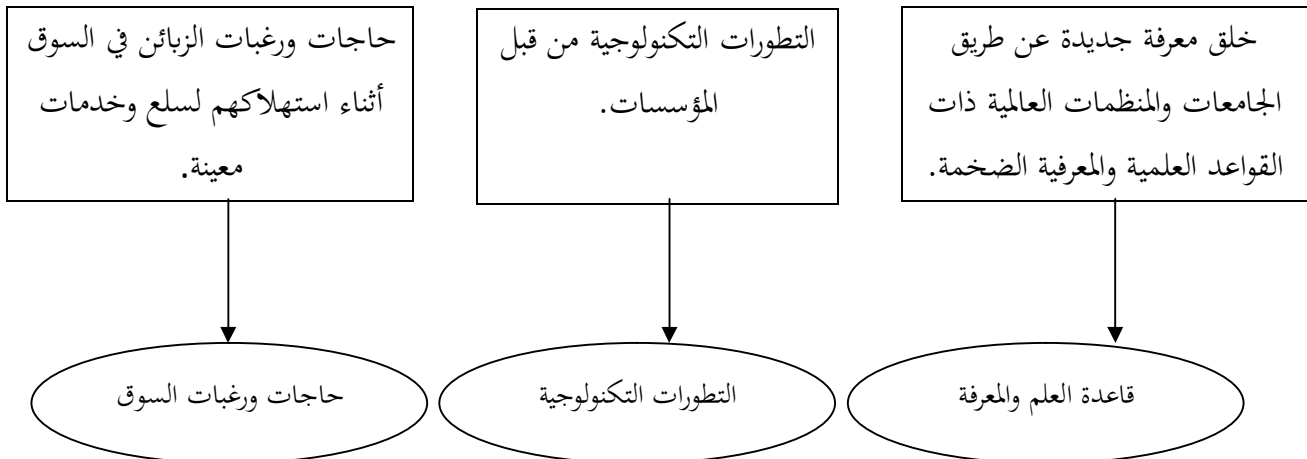 خلق معرفة جديدة عن طريق
الجامعات والمنظمات العالمية ذات
القواعد العلمية والمعرفية الضخمة.
التطورات التكنولوجية من قبل
المؤسسات.
حاجات ورغبات الزبائن في السوق
أثناء استهلاكهم لسلع وخدمات
معينة.
قاعدة العلم والمعرفة
التطورات التكنولوجية
حاجات ورغبات السوق